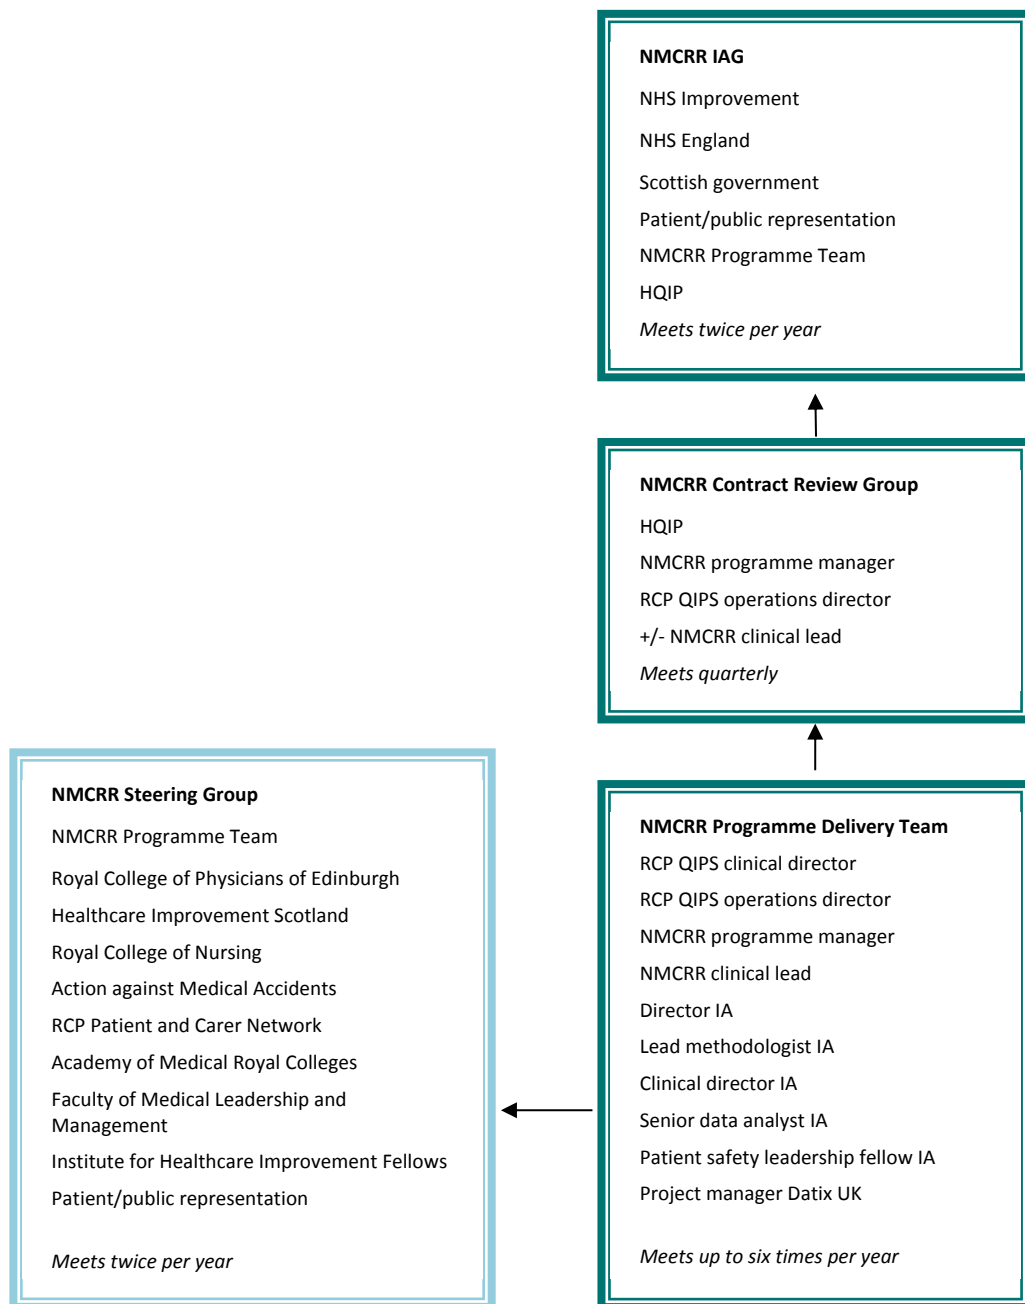 NMCRR IAG
NHS Improvement
NHS England
Scottish government
Patient/public representation
NMCRR Programme Team
HQIP
Meets twice per year
NMCRR Contract Review Group
HQIP
NMCRR programme manager
RCP QIPS operations director
+/- NMCRR clinical lead
Meets quarterly
NMCRR Steering Group
NMCRR Programme Team
Royal College of Physicians of Edinburgh
Healthcare Improvement Scotland
Royal College of Nursing
Action against Medical Accidents
RCP Patient and Carer Network
Academy of Medical Royal Colleges
Faculty of Medical Leadership and
Management
Institute for Healthcare Improvement Fellows
Patient/public representation
Meets twice per year
NMCRR Programme Delivery Team
RCP QIPS clinical director
RCP QIPS operations director
NMCRR programme manager
NMCRR clinical lead
Director IA
Lead methodologist IA
Clinical director IA
Senior data analyst IA
Patient safety leadership fellow IA
Project manager Datix UK
Meets up to six times per year